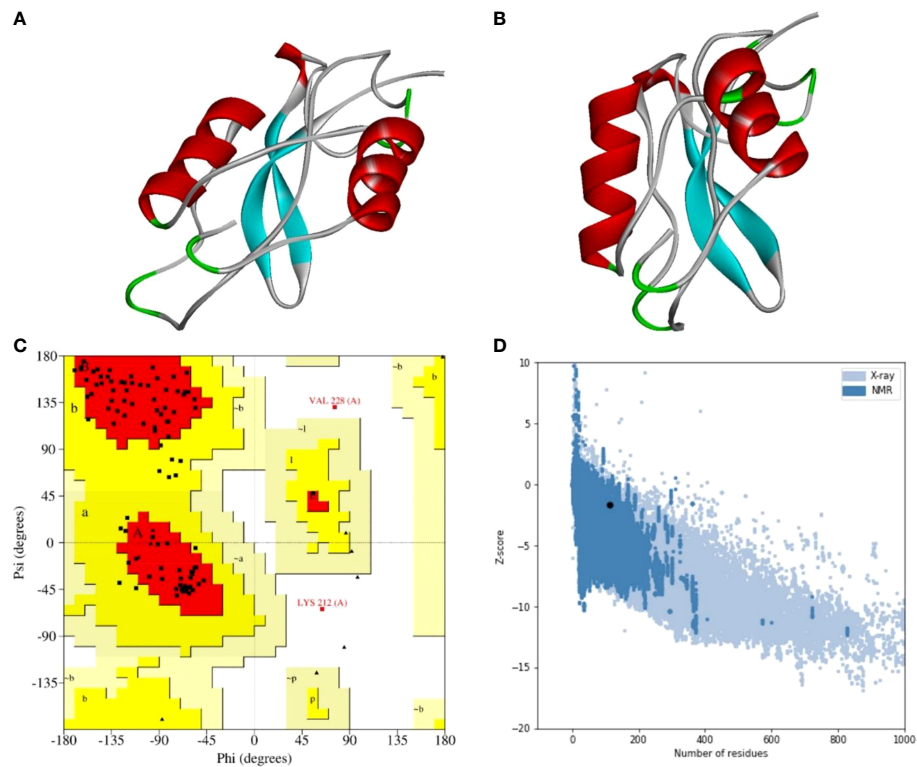 A
B
C
180
135
90
45
0
-45
-90
-135
-180
Psi (degrees)
B
b
~b
a
A
~a
~l
l
L
VAL 228 (A)
LYS 212 (A)
~b
b
~b
b
~p
p
~b
-180
-135
-90
-45
0
45
90
135
180
Phi (degrees)
D
10
5
0
−5
−10
−15
−20
Z-score
X-ray
NMR
0
200
400
600
800
1000
Number of residues